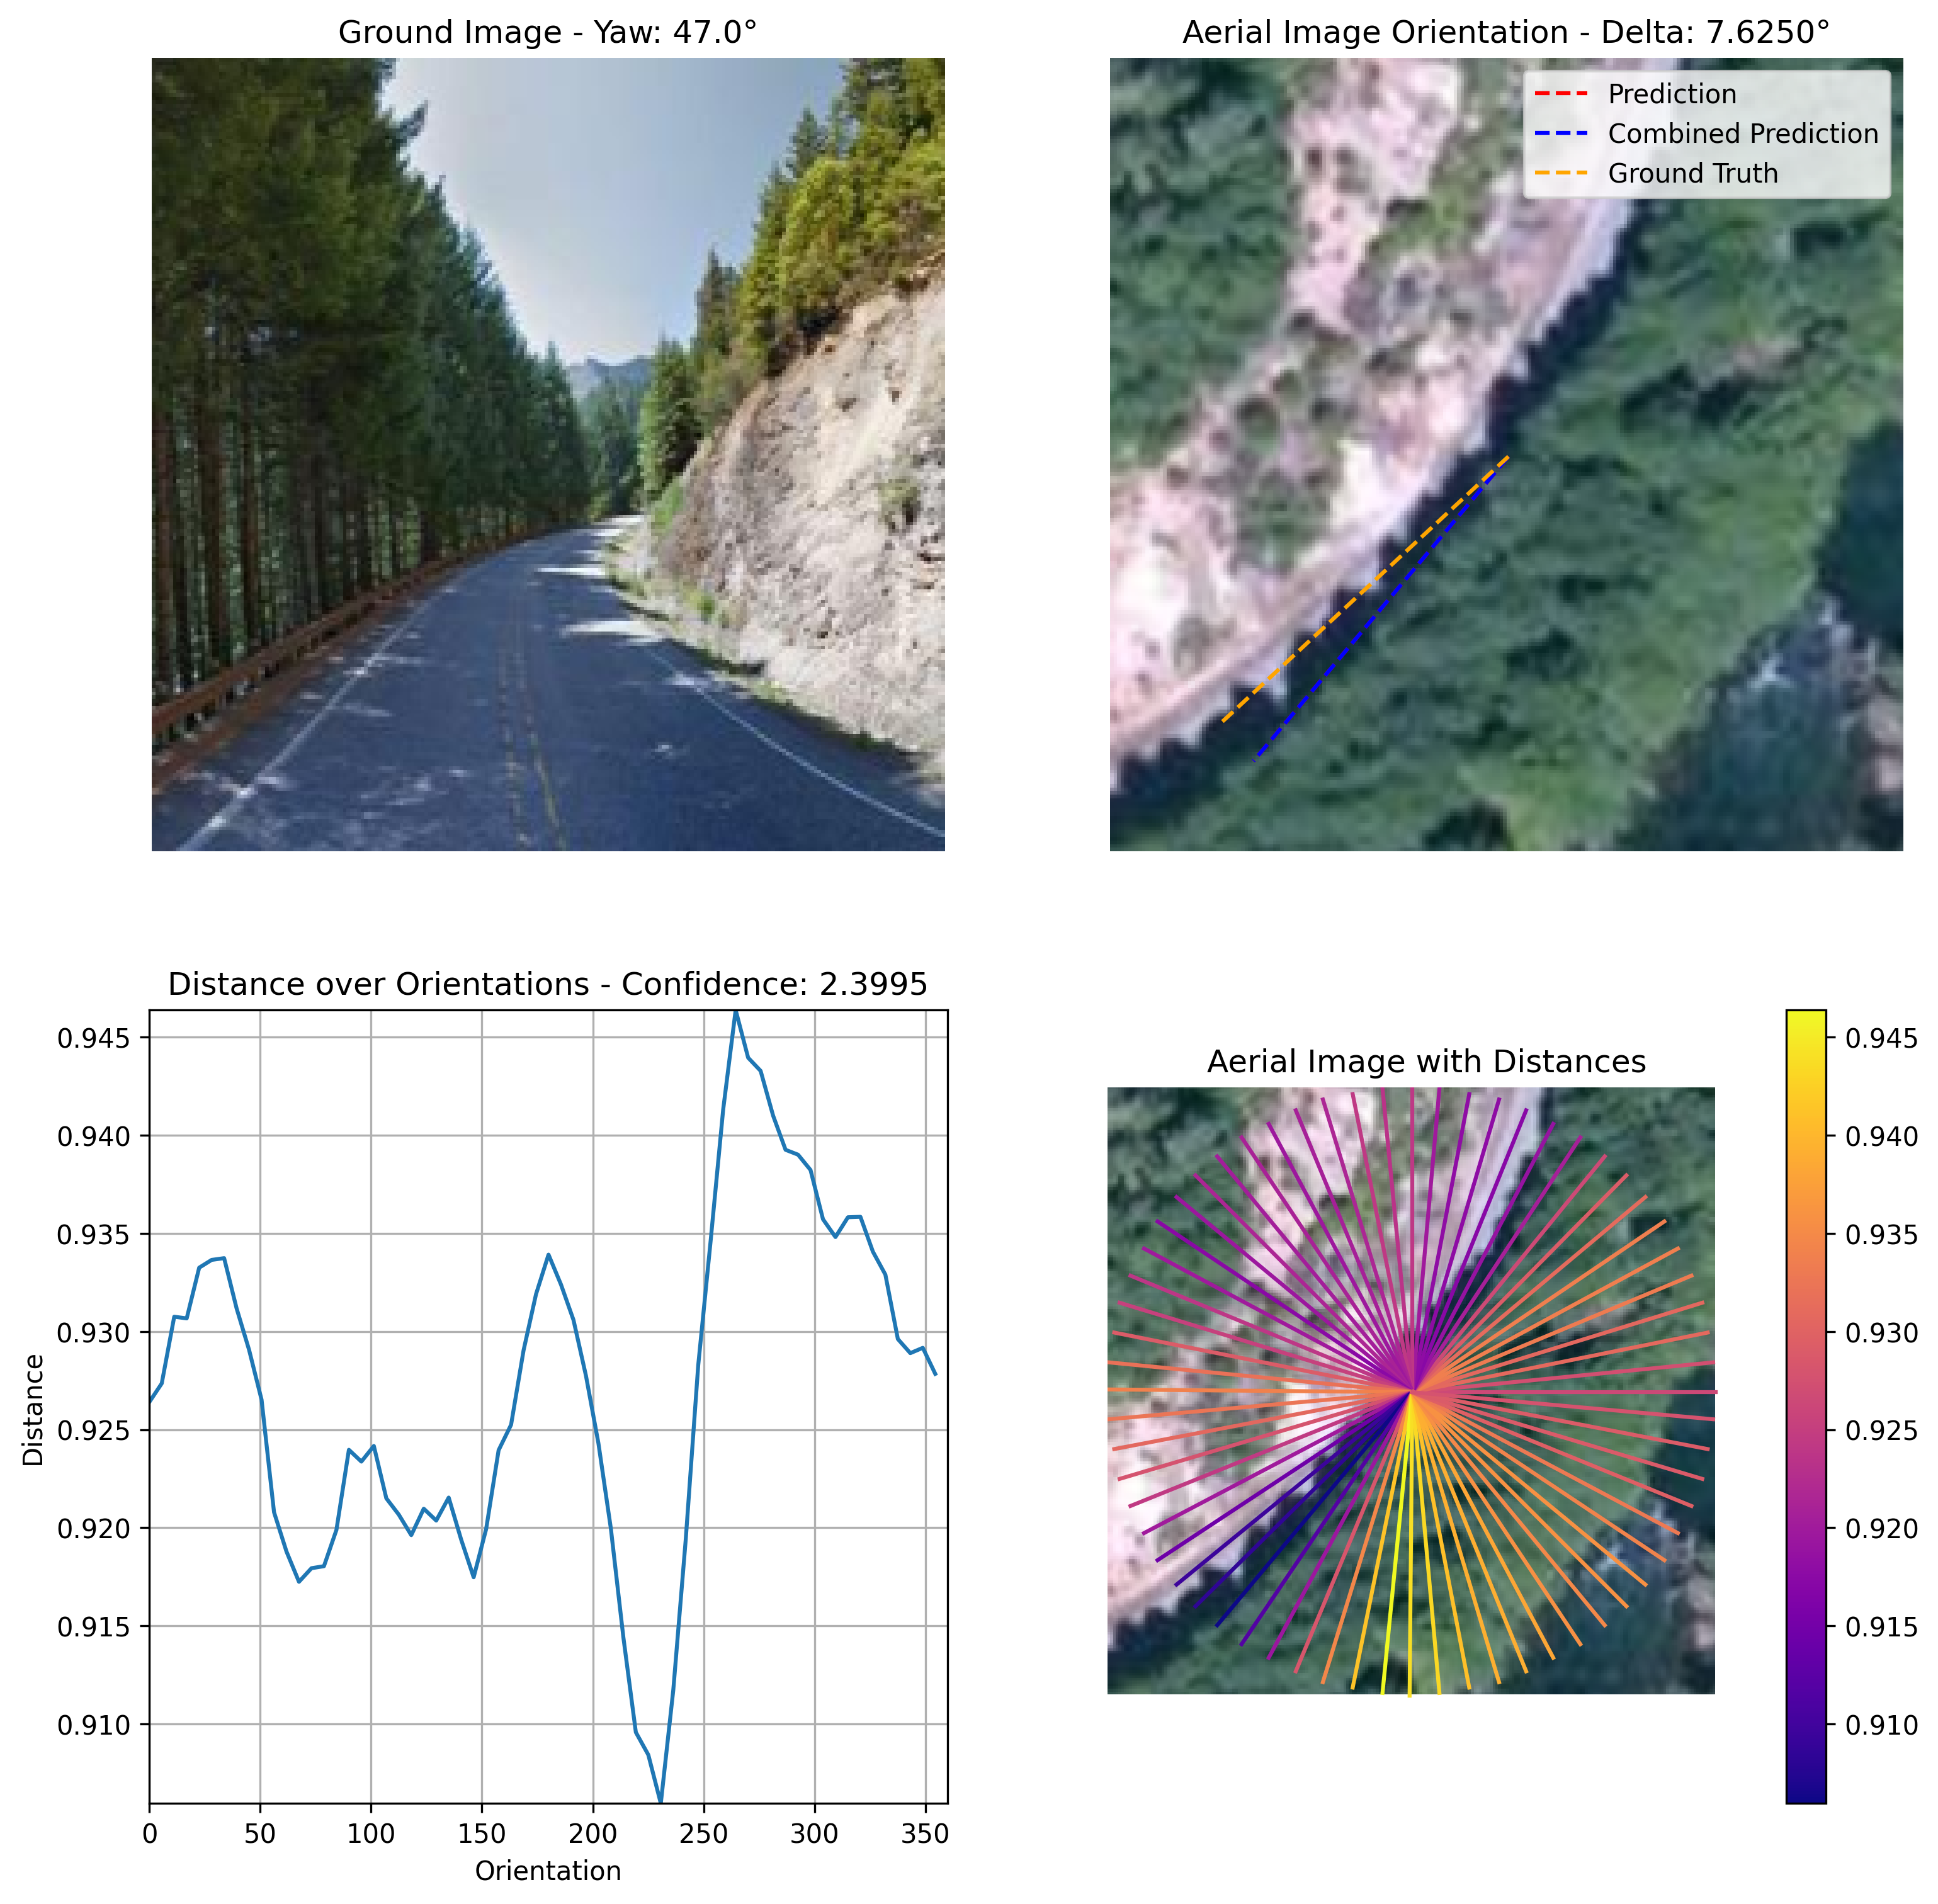 Ground Image - Yaw: 47.0°
Aerial Image Orientation - Delta: 7.6250°
Prediction
Combined Prediction
Ground Truth
Distance over Orientations - Confidence: 2.3995
0.945
0.940
0.935
0.930
0.925
0.920
0.915
0.910
Distance
0 50 100 150 200 250 300 350
Orientation
Aerial Image with Distances
0.945
0.940
0.935
0.930
0.925
0.920
0.915
0.910